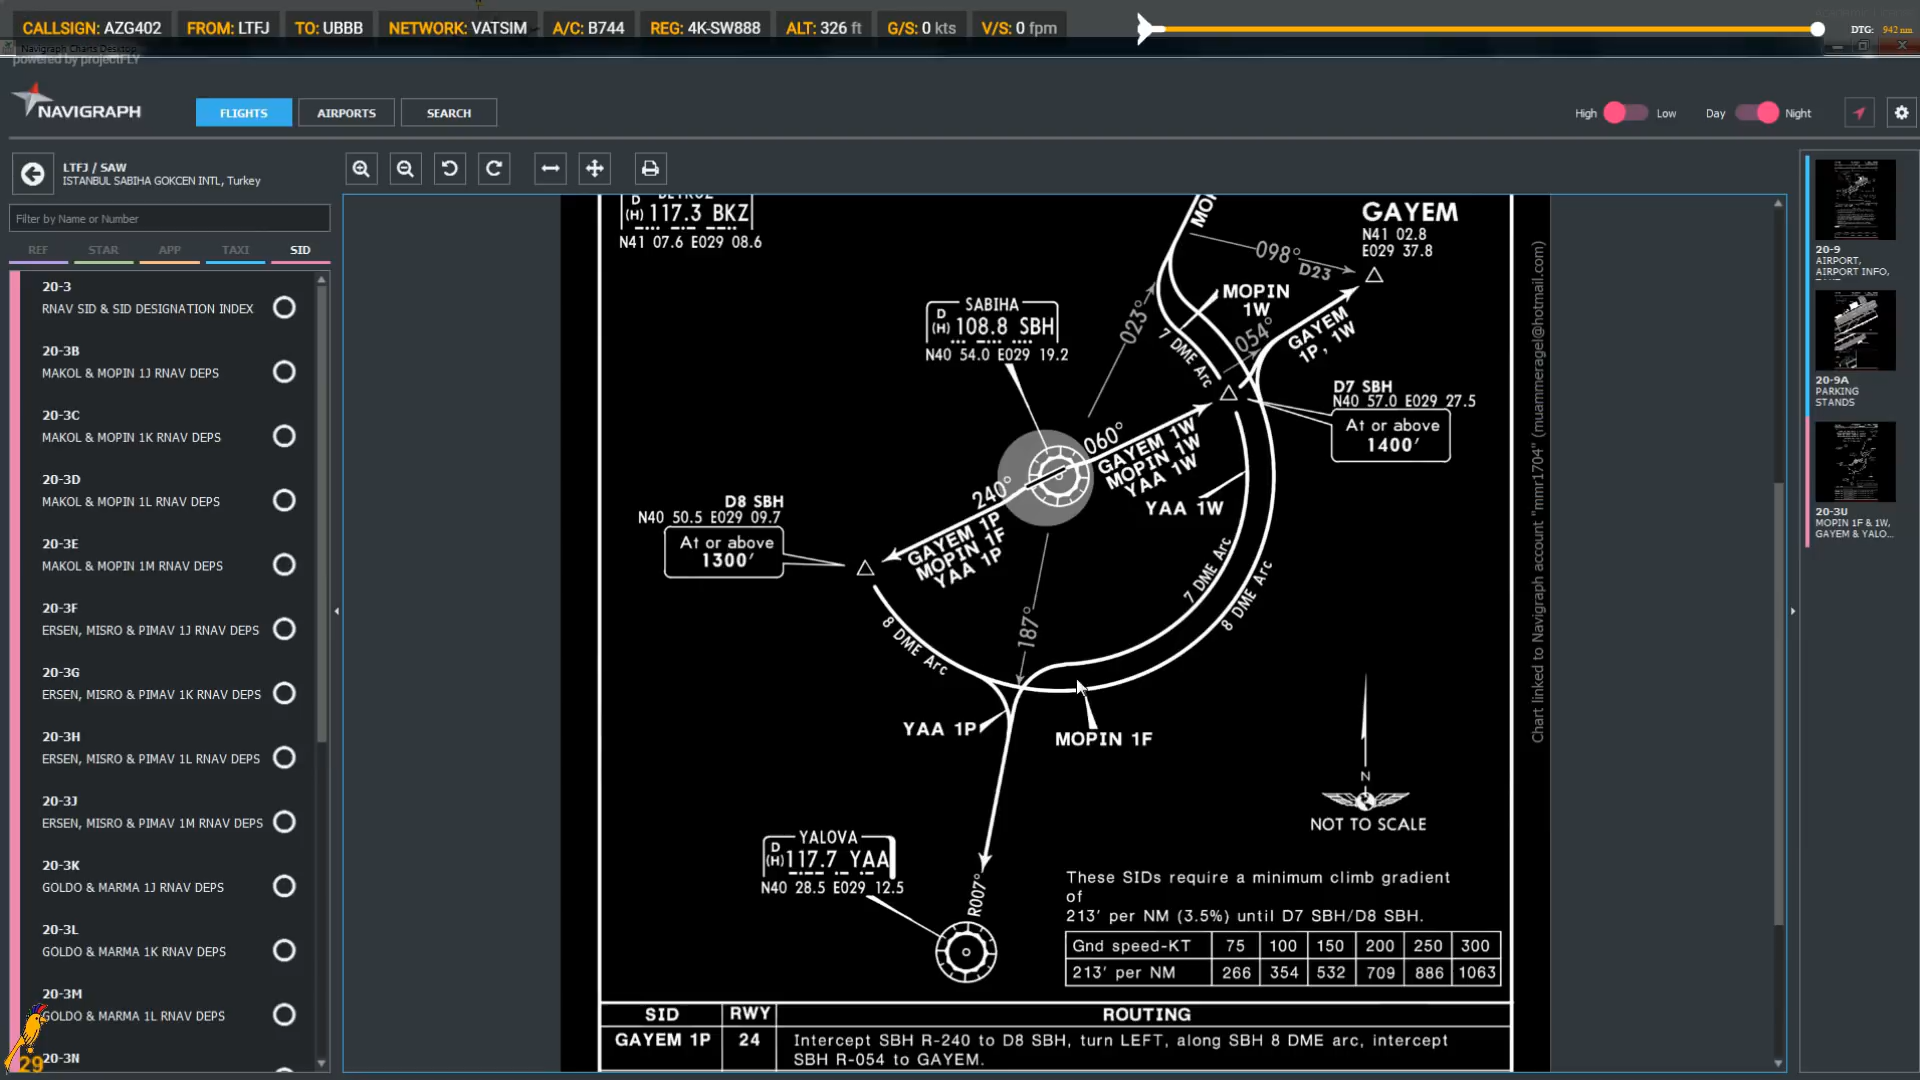 CALLSIGN: AZG402
FROM: LTFJ
TO: UBBB
NETWORK: VATSIM
A/C: B744
REG: 4K-SW888
ALT: 326 ft
G/S: 0 kts
V/S: 0 fpm
DTG: 942 nm
Navigraph Charts Desktop
powered by projectFLY
NAVIGRAPH
FLIGHTS
AIRPORTS
SEARCH
High
Low
Day
Night
LTFJ / SAW
ISTANBUL SABIHA GOKCEN INTL, Turkey
Filter by Name or Number
REF
STAR
APP
TAXI
SID
20-3
RNAV SID & SID DESIGNATION INDEX
20-3B
MAKOL & MOPIN 1J RNAV DEPS
20-3C
MAKOL & MOPIN 1K RNAV DEPS
20-3D
MAKOL & MOPIN 1L RNAV DEPS
20-3E
MAKOL & MOPIN 1M RNAV DEPS
20-3F
ERSEN, MISRO & PIMAV 1J RNAV DEPS
20-3G
ERSEN, MISRO & PIMAV 1K RNAV DEPS
20-3H
ERSEN, MISRO & PIMAV 1L RNAV DEPS
20-3J
ERSEN, MISRO & PIMAV 1M RNAV DEPS
20-3K
GOLDO & MARMA 1J RNAV DEPS
20-3L
GOLDO & MARMA 1K RNAV DEPS
20-3M
GOLDO & MARMA 1L RNAV DEPS
20-3N
29
D
(H) 117.3 BKZ
N41 07.6 E029 08.6
GAYEM
N41 02.8
E029 37.8
098°
D23
MOPIN
1W
023°
7 DME Arc
054°
GAYEM
1P, 1W
SABIHA
D
(H) 108.8 SBH
N40 54.0 E029 19.2
D7 SBH
N40 57.0 E029 27.5
At or above
1400'
060°
GAYEM 1W
MOPIN 1W
YAA 1W
YAA 1W
240°
GAYEM 1P
MOPIN 1F
YAA 1P
D8 SBH
N40 50.5 E029 09.7
At or above
1300'
8 DME Arc
187°
7 DME Arc
8 DME Arc
YAA 1P
MOPIN 1F
N
NOT TO SCALE
YALOVA
D
(H) 117.7 YAA
N40 28.5 E029 12.5
R007°
These SIDs require a minimum climb gradient
of
213' per NM (3.5%) until D7 SBH/D8 SBH.
Gnd speed-KT 75 100 150 200 250 300
213' per NM 266 354 532 709 886 1063
SID RWY ROUTING
GAYEM 1P 24 Intercept SBH R-240 to D8 SBH, turn LEFT, along SBH 8 DME arc, intercept
SBH R-054 to GAYEM.
Chart linked to Navigraph account "mmr1704" (muammeragel@hotmail.com)
20-9
AIRPORT,
AIRPORT INFO,
20-9A
PARKING
STANDS
20-3U
MOPIN 1F & 1W,
GAYEM & YALO...